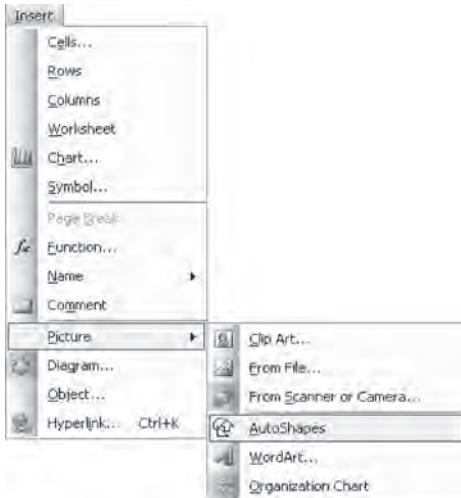 Insert
Cells...
Rows
Columns
Worksheet
Chart...
Symbol...
Page Break
Function...
Name
Comment
Picture
Clip Art...
Diagram...
From File...
Object...
From Scanner or Camera...
Hyperlink... Ctrl+K
AutoShapes
WordArt...
Organization Chart